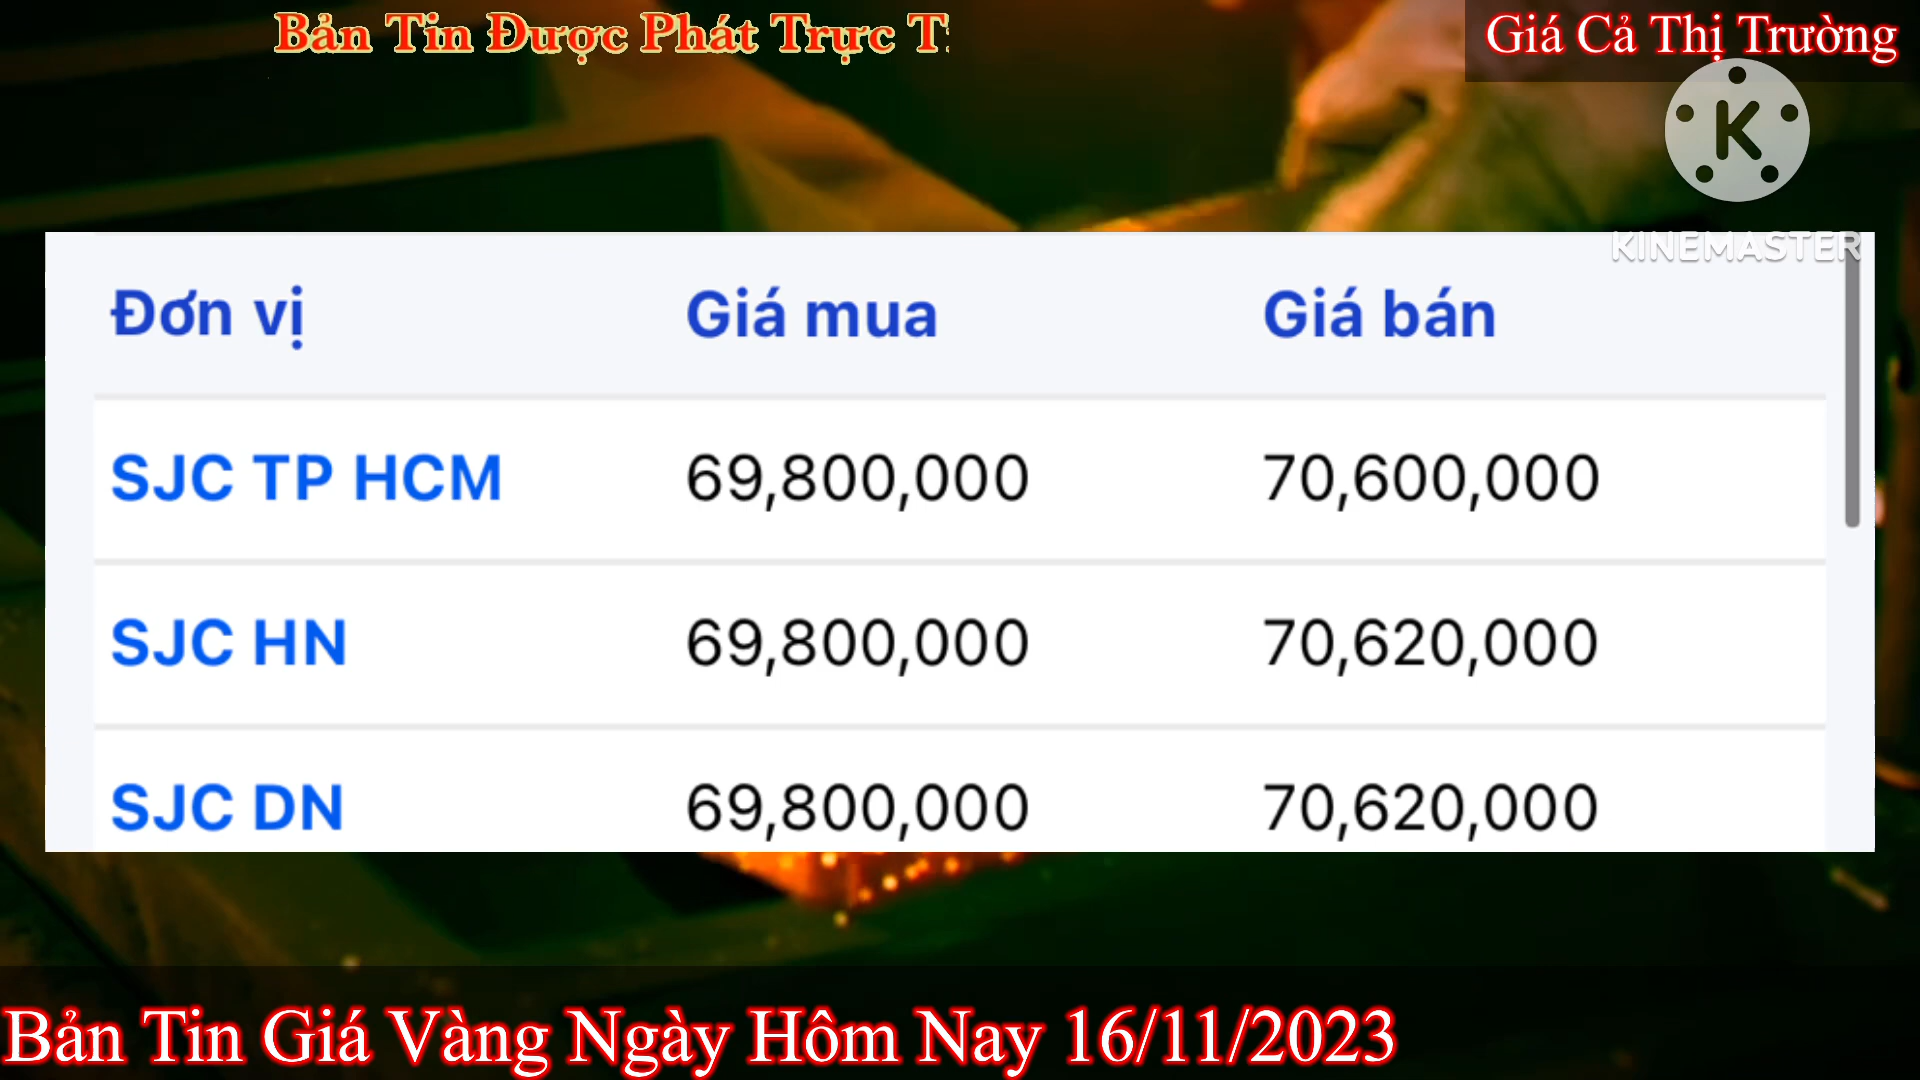 Bản Tin Được Phát Trực T
Giá Cả Thị Trường
K
KINEMASTER
Đơn vị Giá mua Giá bán
SJC TP HCM 69,800,000 70,600,000
SJC HN 69,800,000 70,620,000
SJC DN 69,800,000 70,620,000
Bản Tin Giá Vàng Ngày Hôm Nay 16/11/2023